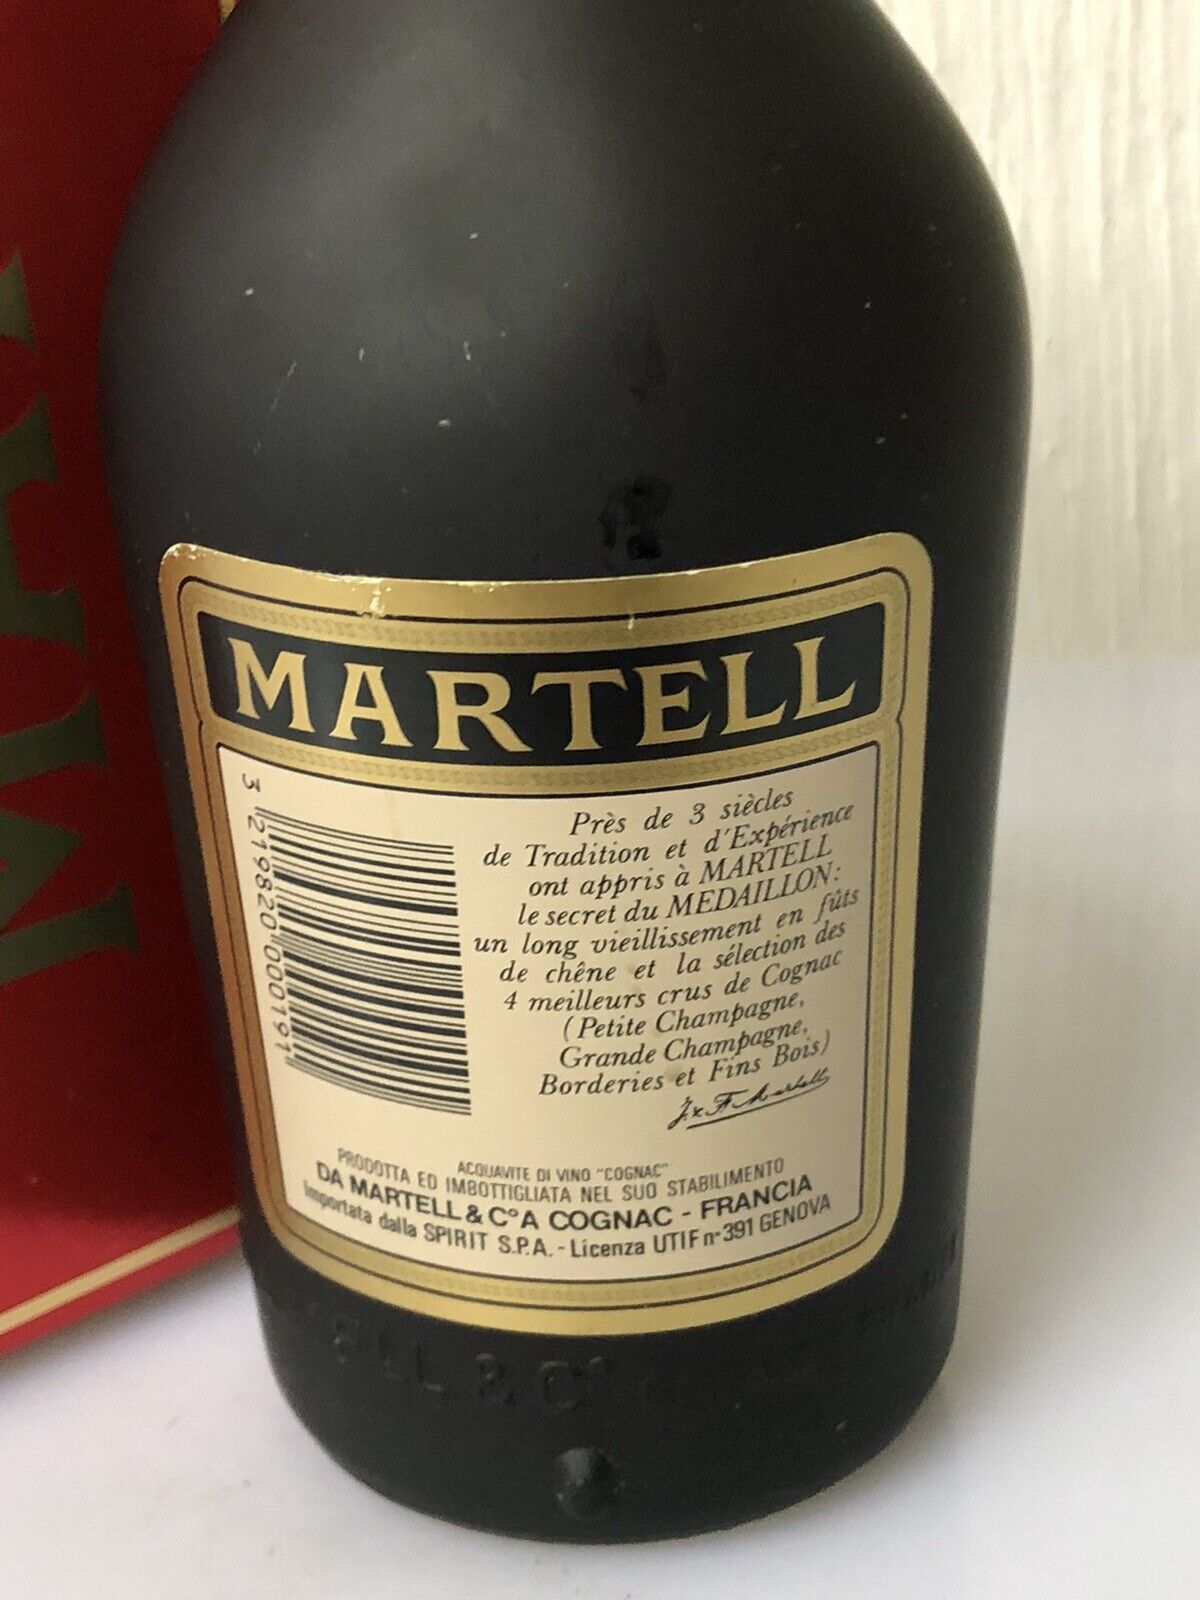 MARTELL
3 219820 000191
Près de 3 siècles
de Tradition et d'Expérience
ont appris à MARTELL
le secret du MEDAILLON:
un long vieillissement en fûts
de chêne et la sélection des
4 meilleurs crus de Cognac
(Petite Champagne,
Grande Champagne,
Borderies et Fins Bois)
J. & F. Martell
ACQUAVITE DI VINO "COGNAC"
PRODOTTA ED IMBOTTIGLIATA NEL SUO STABILIMENTO
DA MARTELL & C° A COGNAC - FRANCIA
Importata dalla SPIRIT S.P.A. - Licenza UTIF n° 391 GENOVA